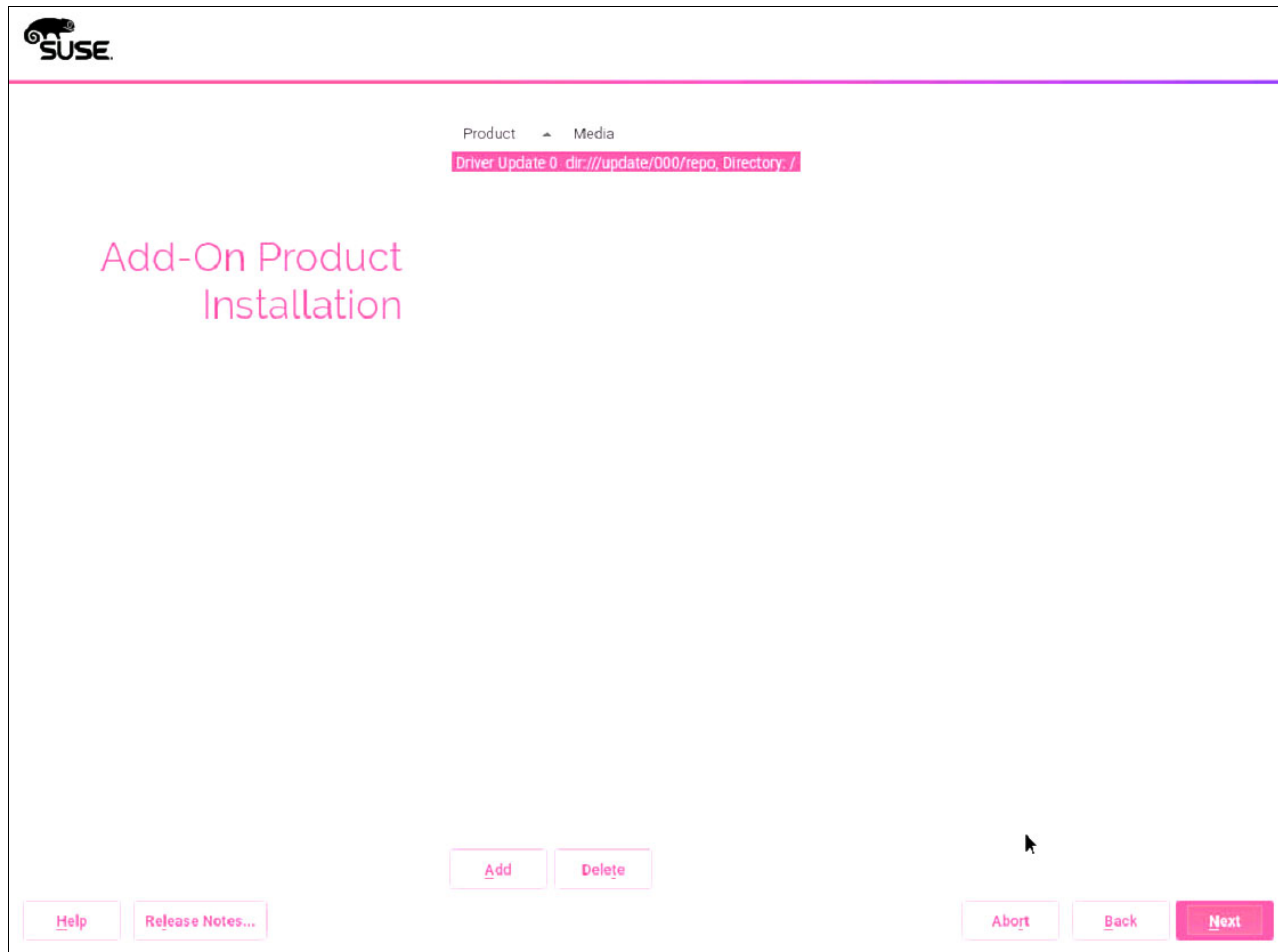 SUSE.
Product Media
Driver Update 0 dir:///update/000/repo, Directory: /
Add-On Product
Installation
Add Delete
Help Release Notes... Abort Back Next